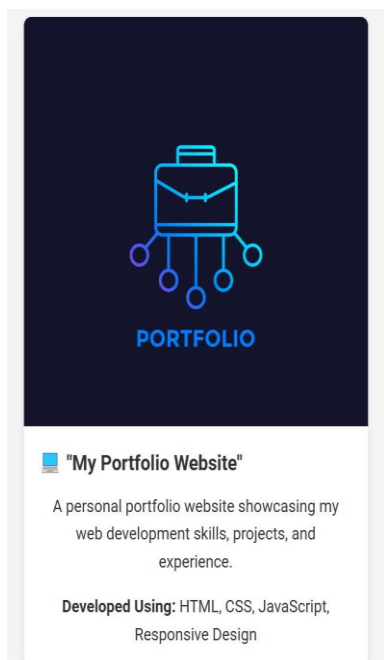 PORTFOLIO
💻 "My Portfolio Website"
A personal portfolio website showcasing my
web development skills, projects, and
experience.
Developed Using: HTML, CSS, JavaScript,
Responsive Design